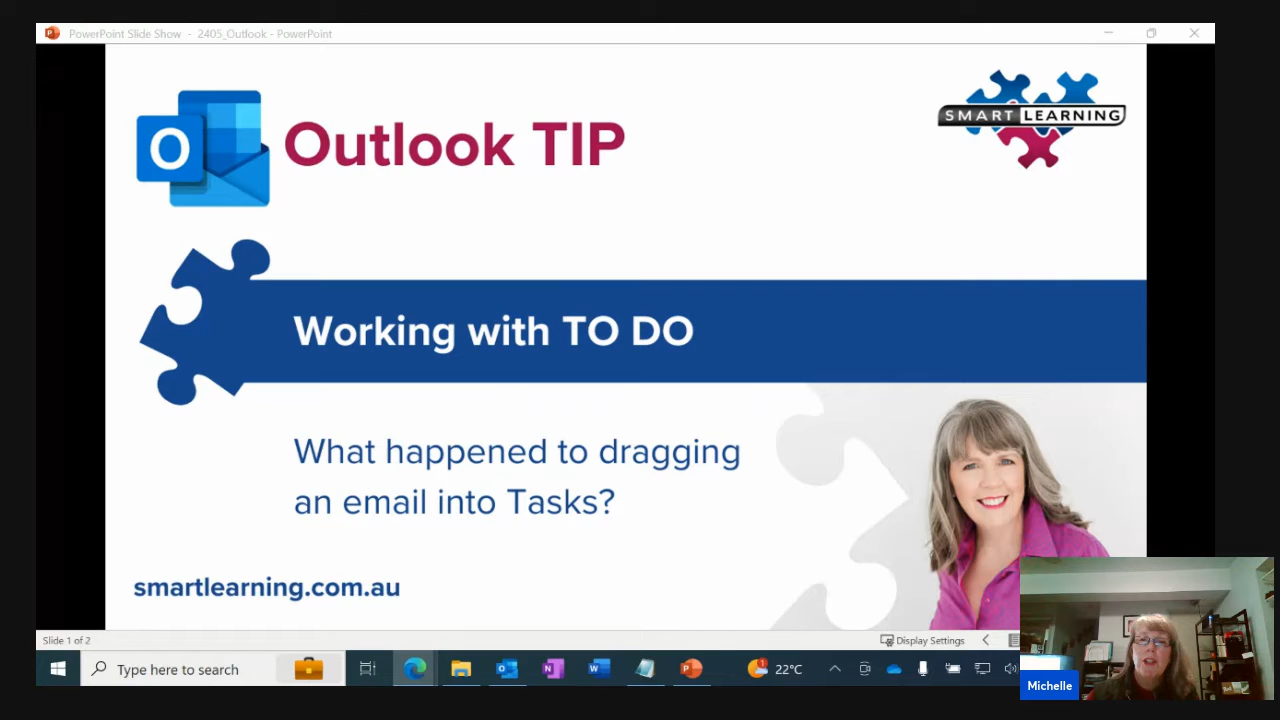 PowerPoint Slide Show - 2405_Outlook - PowerPoint
O
Outlook TIP
SMART LEARNING
Working with TO DO
What happened to dragging
an email into Tasks?
smartlearning.com.au
Slide 1 of 2
Display Settings
Type here to search
22°C
Michelle